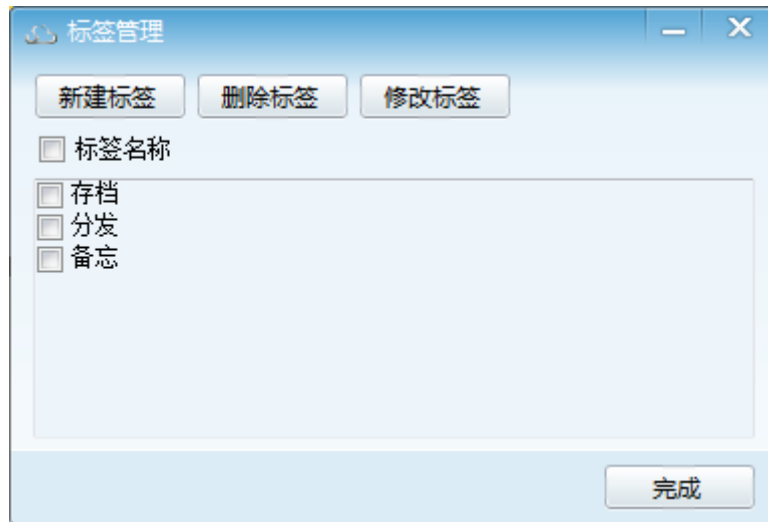 标签管理
新建标签 删除标签 修改标签
标签名称
存档
分发
备忘
完成